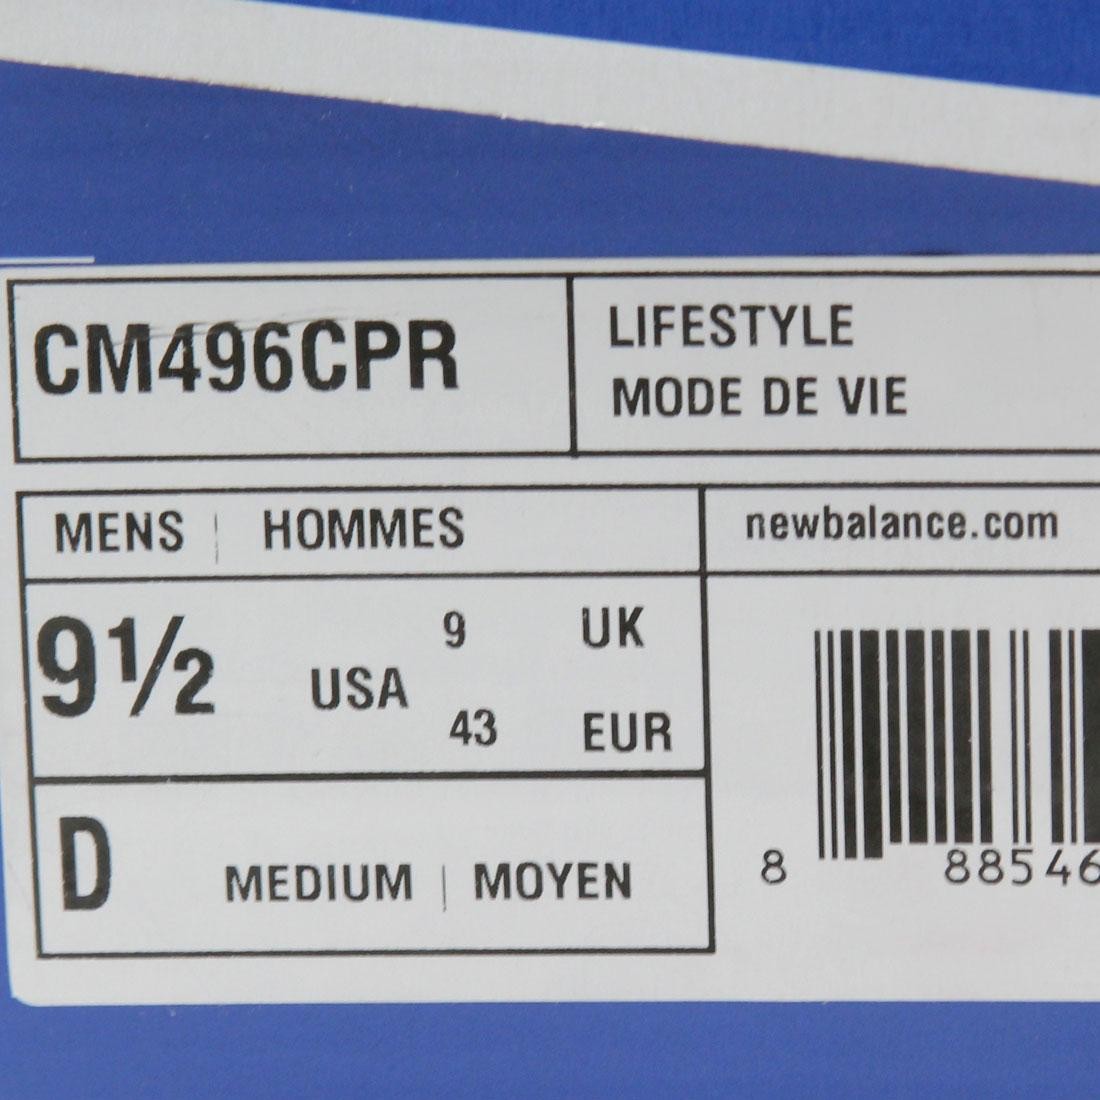 CM496CPR
LIFESTYLE
MODE DE VIE
MENS | HOMMES
newbalance.com
9½ USA
9 UK
43 EUR
D
MEDIUM | MOYEN
8 88546